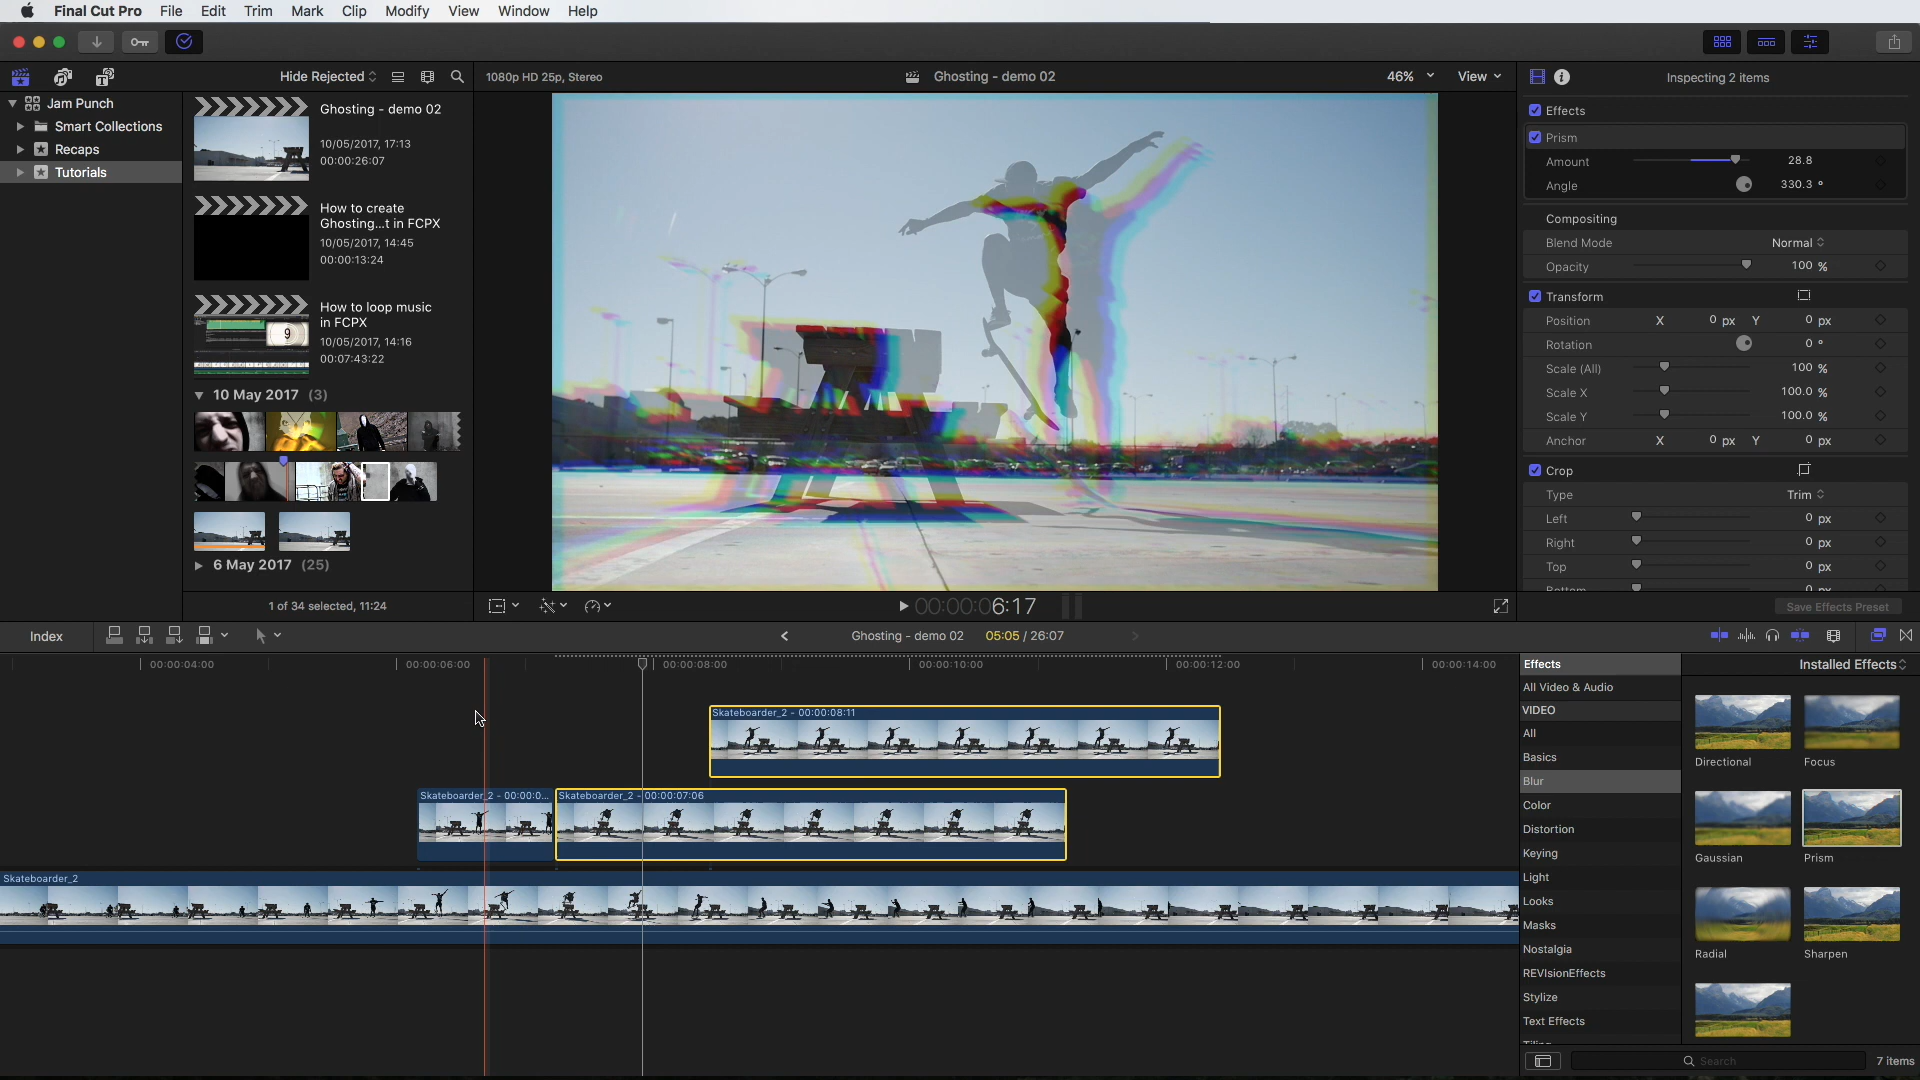 Final Cut Pro File Edit Trim Mark Clip Modify View Window Help
Hide Rejected
1080p HD 25p, Stereo
Ghosting - demo 02
46%
View
Inspecting 2 items
Jam Punch
Smart Collections
Recaps
Tutorials
Ghosting - demo 02
10/05/2017, 17:13
00:00:26:07
How to create
Ghosting...t in FCPX
10/05/2017, 14:45
00:00:13:24
How to loop music
in FCPX
10/05/2017, 14:16
00:07:43:22
9
10 May 2017 (3)
6 May 2017 (25)
1 of 34 selected, 11:24
Effects
Prism
Amount 28.8
Angle 330.3 °
Compositing
Blend Mode Normal
Opacity 100 %
Transform
Position X 0 px Y 0 px
Rotation 0 °
Scale (All) 100 %
Scale X 100.0 %
Scale Y 100.0 %
Anchor X 0 px Y 0 px
Crop
Type Trim
Left 0 px
Right 0 px
Top 0 px
Bottom 0 px
Save Effects Preset
00:00:06:17
Index
Ghosting - demo 02 05:05 / 26:07
00:00:04:00 00:00:06:00 00:00:08:00 00:00:10:00 00:00:12:00 00:00:14:00
Skateboarder_2 - 00:00:08:11
Skateboarder_2 - 00:00:0...
Skateboarder_2 - 00:00:07:06
Skateboarder_2
Effects
Installed Effects
All Video & Audio
VIDEO
All
Basics
Blur
Color
Distortion
Keying
Light
Looks
Masks
Nostalgia
REVisionEffects
Stylize
Text Effects
Tiling
Directional
Focus
Gaussian
Prism
Radial
Sharpen
Search
7 items